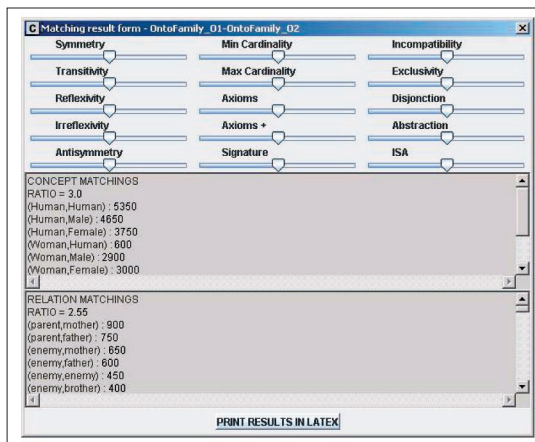 C Matching result form - OntoFamily_01-OntoFamily_02
Symmetry Min Cardinality Incompatibility
Transitivity Max Cardinality Exclusivity
Reflexivity Axioms Disjonction
Irreflexivity Axioms + Abstraction
Antisymmetry Signature ISA
CONCEPT MATCHINGS
RATIO = 3.0
(Human,Human) : 5350
(Human,Male) : 4650
(Human,Female) : 3750
(Woman,Human) : 600
(Woman,Male) : 2900
(Woman,Female) : 3000
RELATION MATCHINGS
RATIO = 2.55
(parent,mother) : 900
(parent,father) : 750
(enemy,mother) : 650
(enemy,father) : 600
(enemy,enemy) : 450
(enemy,brother) : 400
PRINT RESULTS IN LATEX